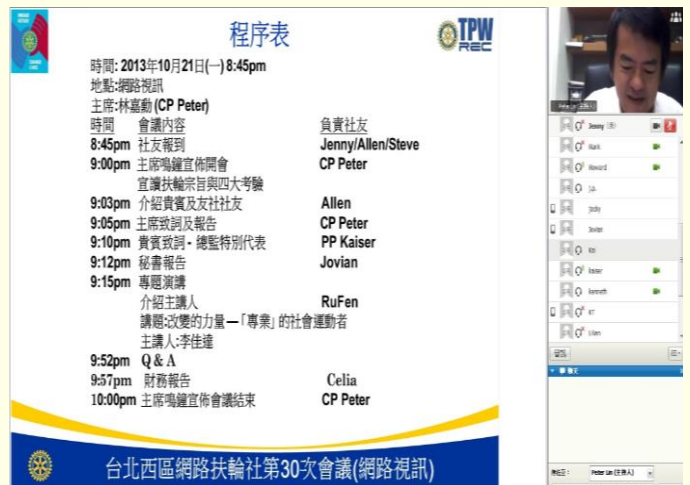 程序表
TPW
REC
時間: 2013年10月21日(一) 8:45pm
地點:網路視訊
主席:林嘉勳 (CP Peter)
時間 會議內容 負責社友
8:45pm 社友報到 Jenny/Allen/Steve
9:00pm 主席鳴鐘宣佈開會 CP Peter
宣讀扶輪宗旨與四大考驗
9:03pm 介紹貴賓及友社社友 Allen
9:05pm 主席致詞及報告 CP Peter
9:10pm 貴賓致詞 - 總監特別代表 PP Kaiser
9:12pm 秘書報告 Jovian
9:15pm 專題演講
介紹主講人 RuFen
講題:改變的力量—「專業」的社會運動者
主講人:李佳達
9:52pm Q & A
9:57pm 財務報告 Celia
10:00pm 主席鳴鐘宣佈會議結束 CP Peter
台北西區網路扶輪社第30次會議(網路視訊)
Jenny
Mark
Howard
Jovian
Kaiser
Kenneth
Peter Lin (主持人)